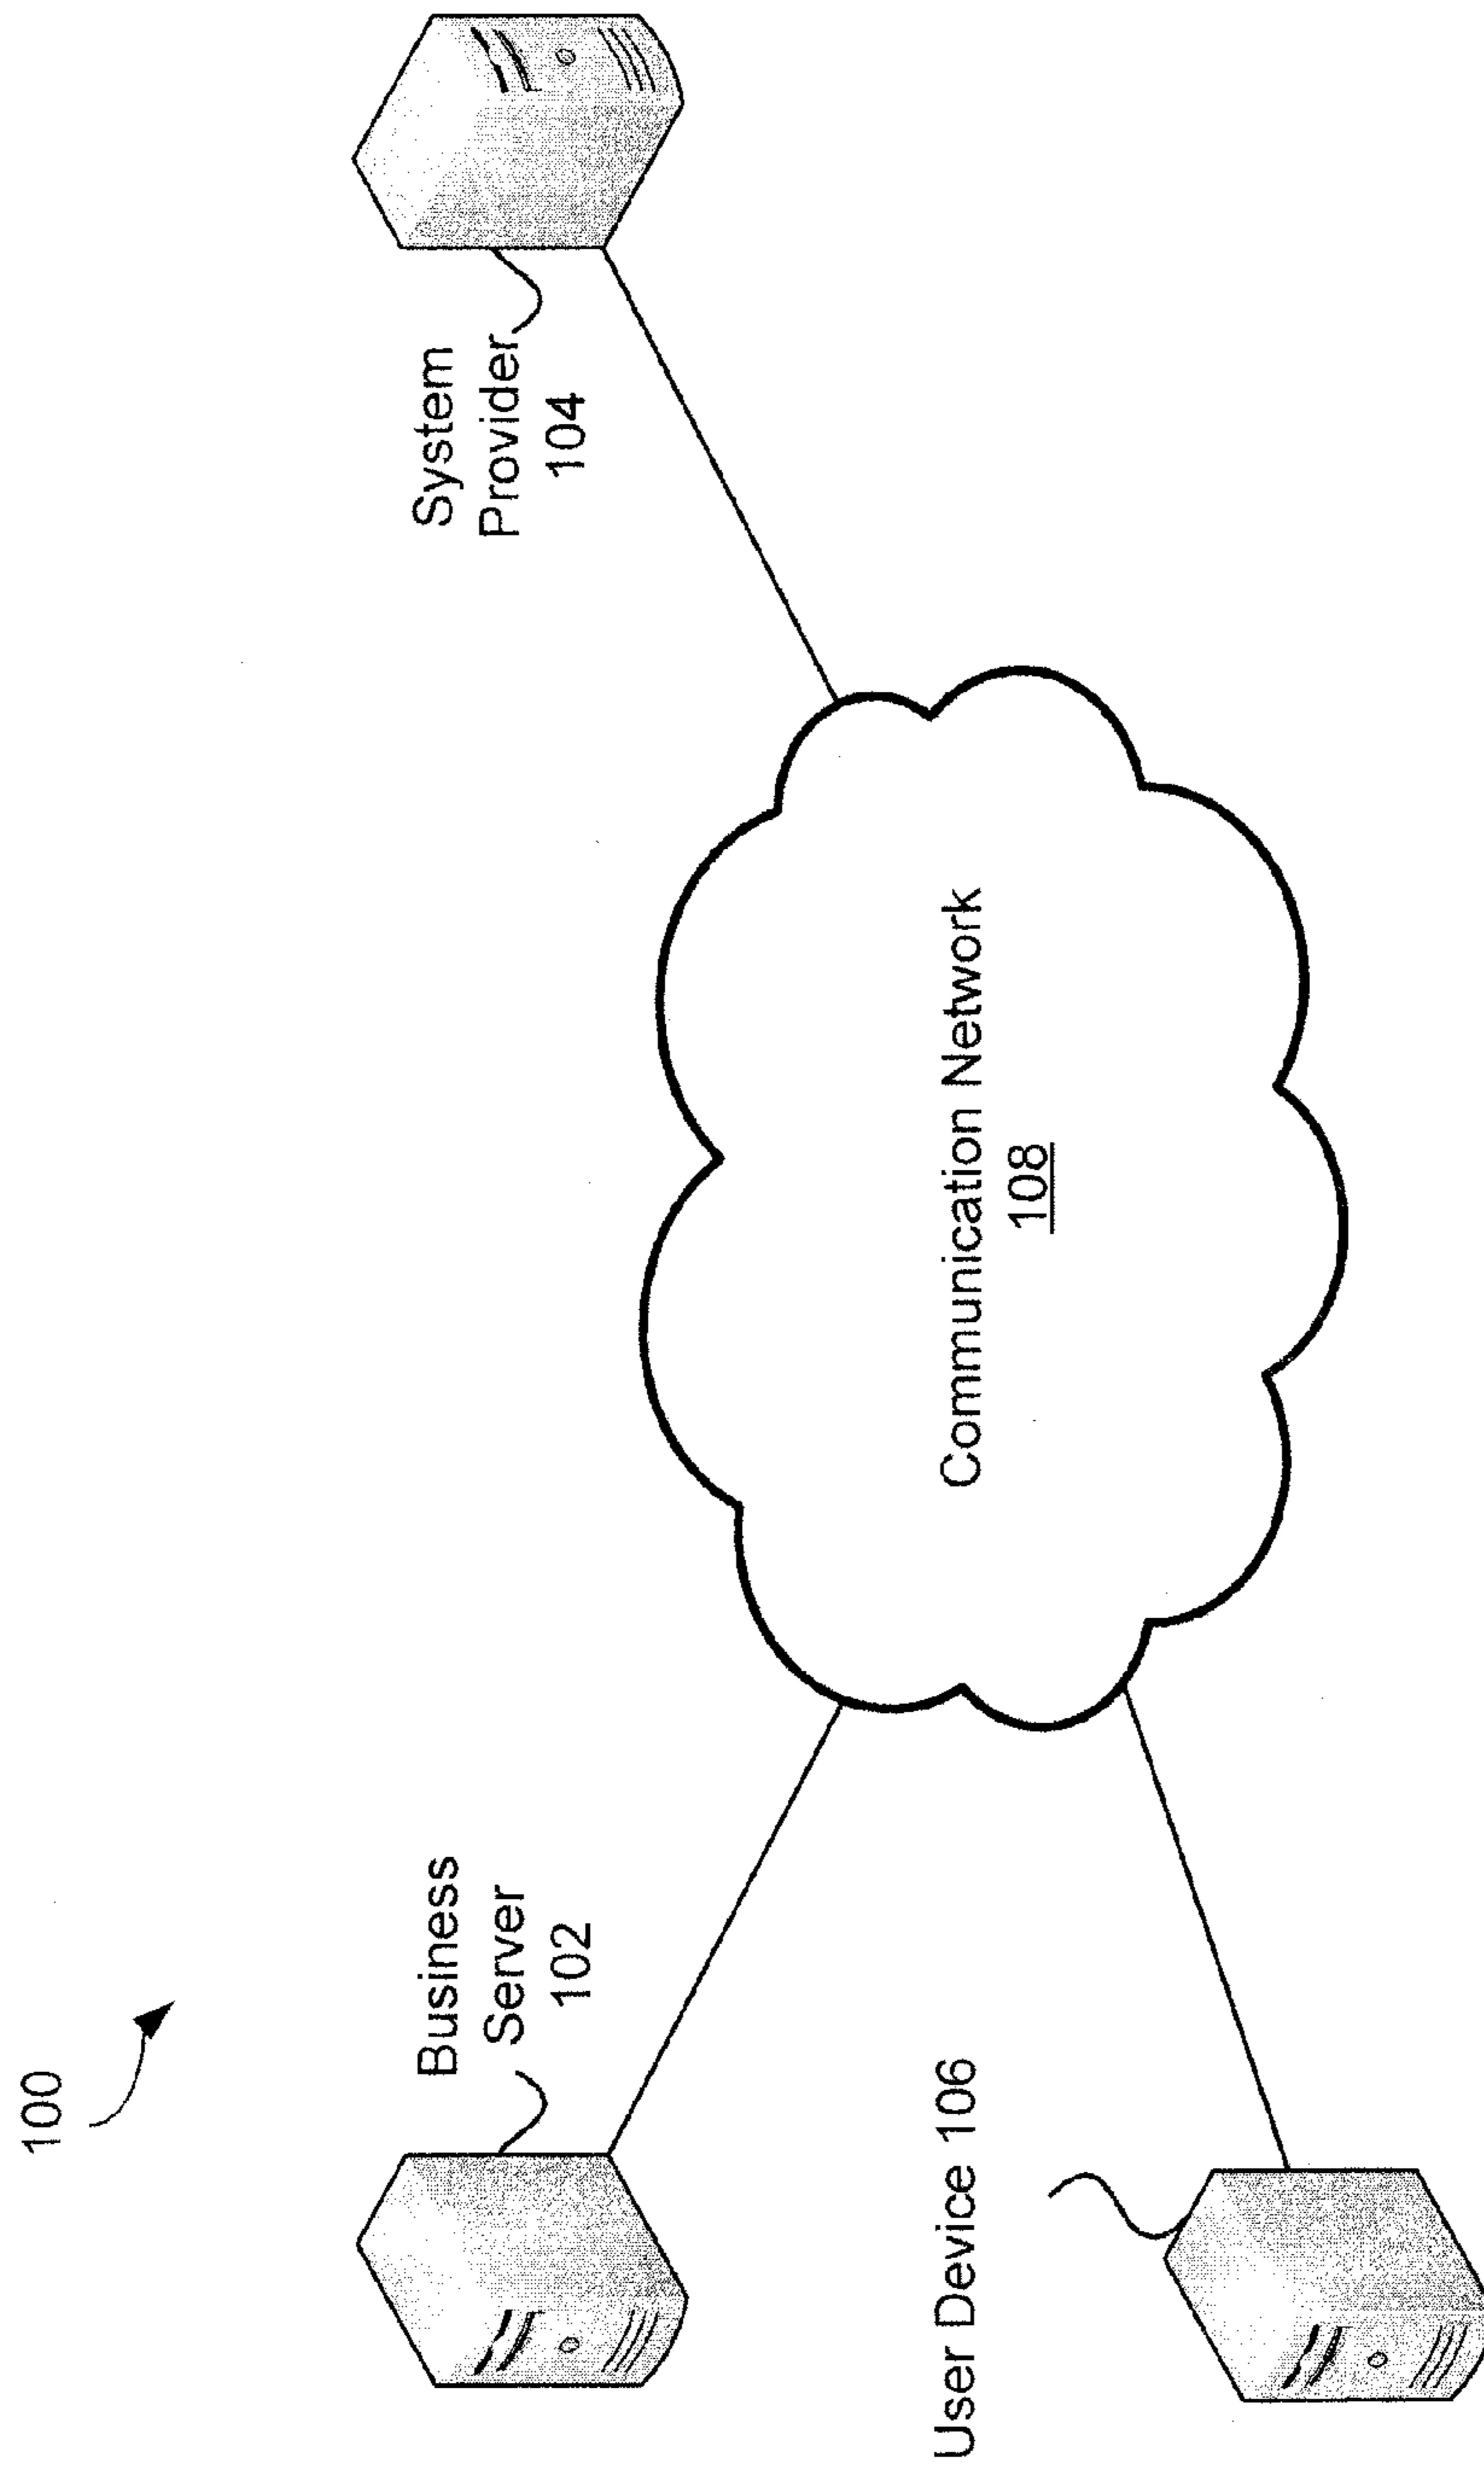 100
Business
Server
102
System
Provider
104
User Device 106
Communication Network
108